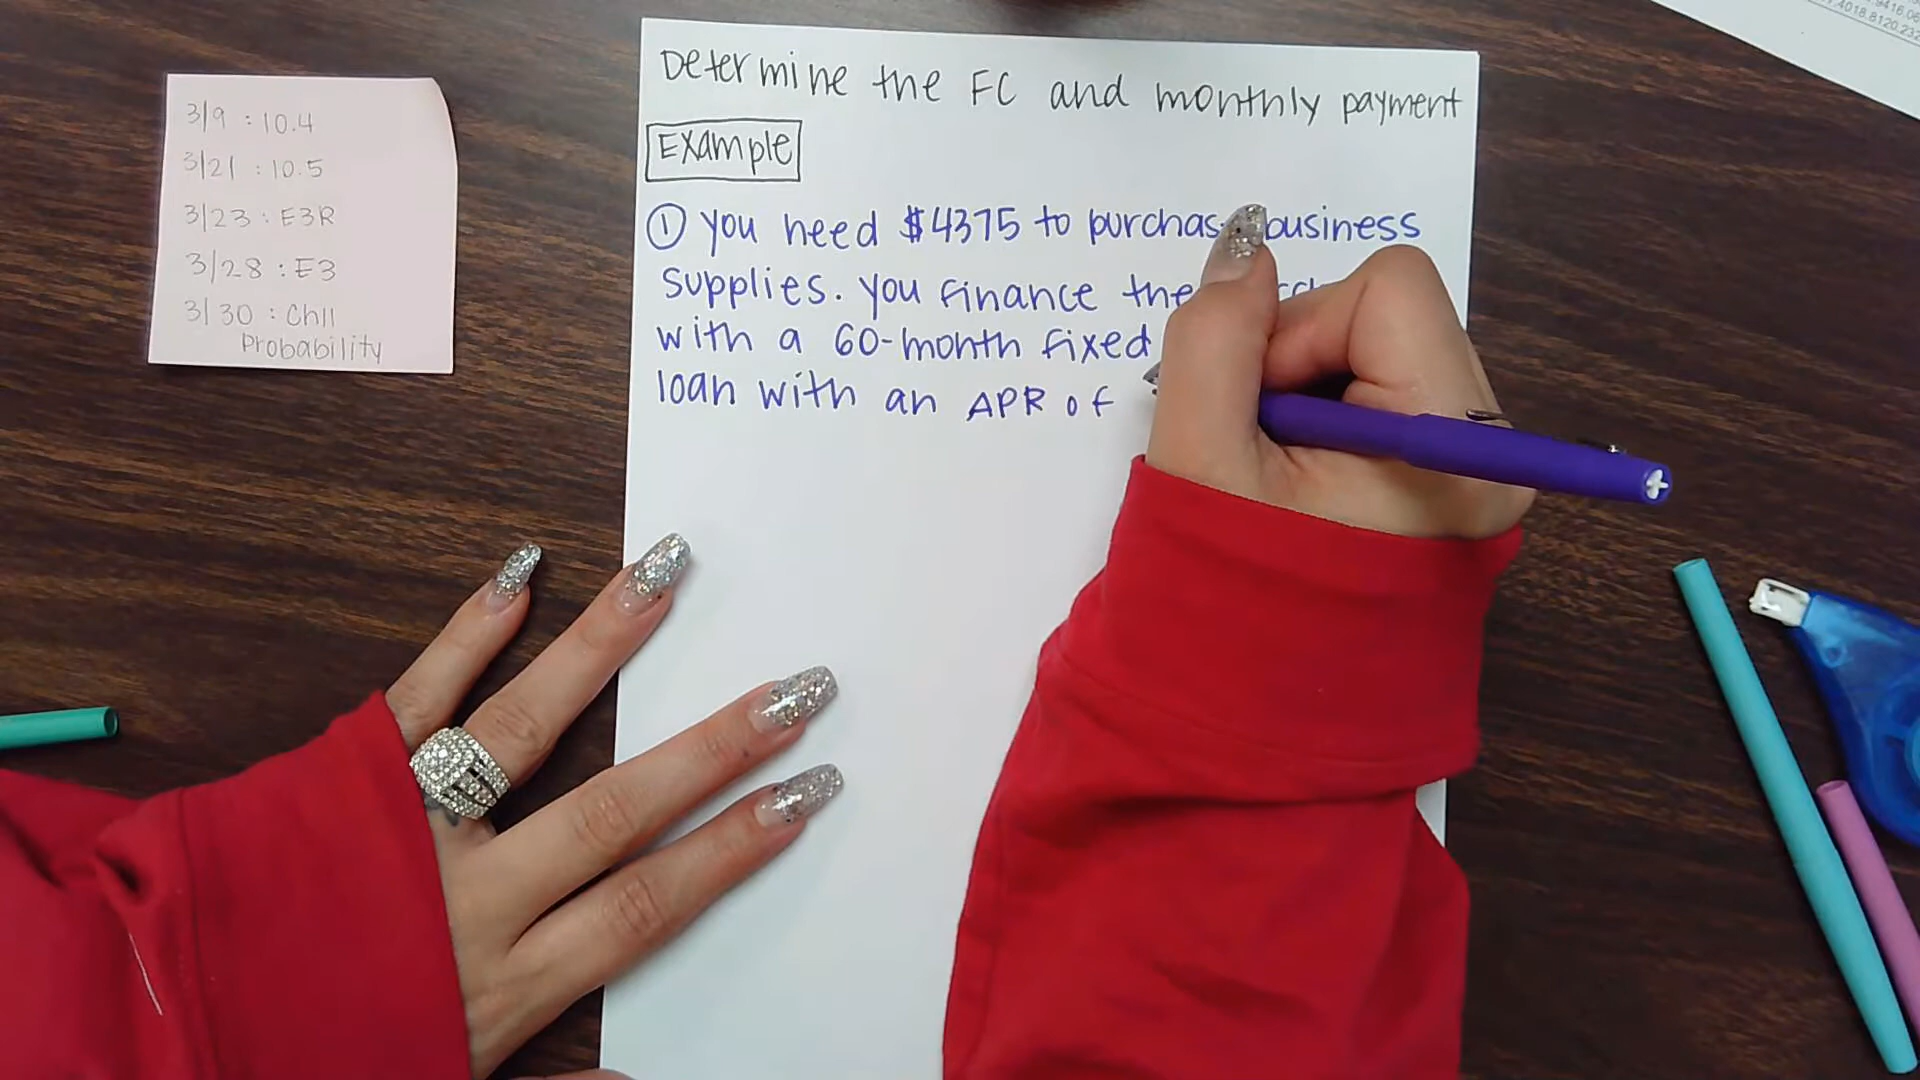 3/9 : 10.4
3/21 : 10.5
3/23 : E3R
3/28 : E3
3/30 : Ch11
Probability
Determine the FC and monthly payment
Example
① You need $4375 to purchas business
supplies. You finance the
with a 60-month fixed
loan with an APR of